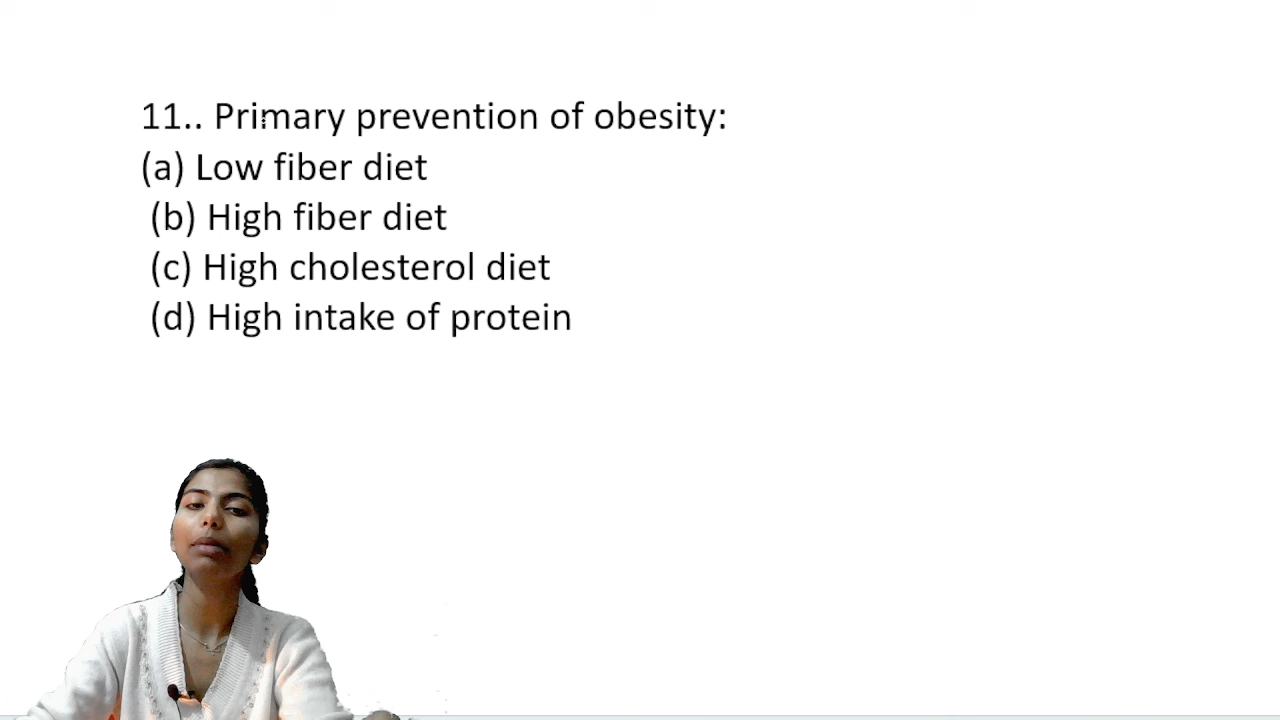 11.. Primary prevention of obesity:
(a) Low fiber diet
(b) High fiber diet
(c) High cholesterol diet
(d) High intake of protein